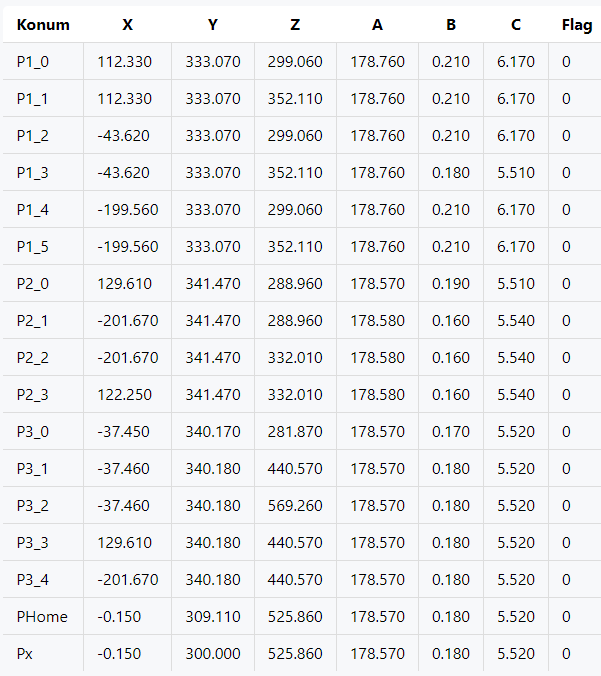 Konum X Y Z A B C Flag
P1_0 112.330 333.070 299.060 178.760 0.210 6.170 0
P1_1 112.330 333.070 352.110 178.760 0.210 6.170 0
P1_2 -43.620 333.070 299.060 178.760 0.210 6.170 0
P1_3 -43.620 333.070 352.110 178.760 0.180 5.510 0
P1_4 -199.560 333.070 299.060 178.760 0.210 6.170 0
P1_5 -199.560 333.070 352.110 178.760 0.210 6.170 0
P2_0 129.610 341.470 288.960 178.570 0.190 5.510 0
P2_1 -201.670 341.470 288.960 178.580 0.160 5.540 0
P2_2 -201.670 341.470 332.010 178.580 0.160 5.540 0
P2_3 122.250 341.470 332.010 178.580 0.160 5.540 0
P3_0 -37.450 340.170 281.870 178.570 0.170 5.520 0
P3_1 -37.460 340.180 440.570 178.570 0.180 5.520 0
P3_2 -37.460 340.180 569.260 178.570 0.180 5.520 0
P3_3 129.610 340.180 440.570 178.570 0.180 5.520 0
P3_4 -201.670 340.180 440.570 178.570 0.180 5.520 0
PHome -0.150 309.110 525.860 178.570 0.180 5.520 0
Px -0.150 300.000 525.860 178.570 0.180 5.520 0